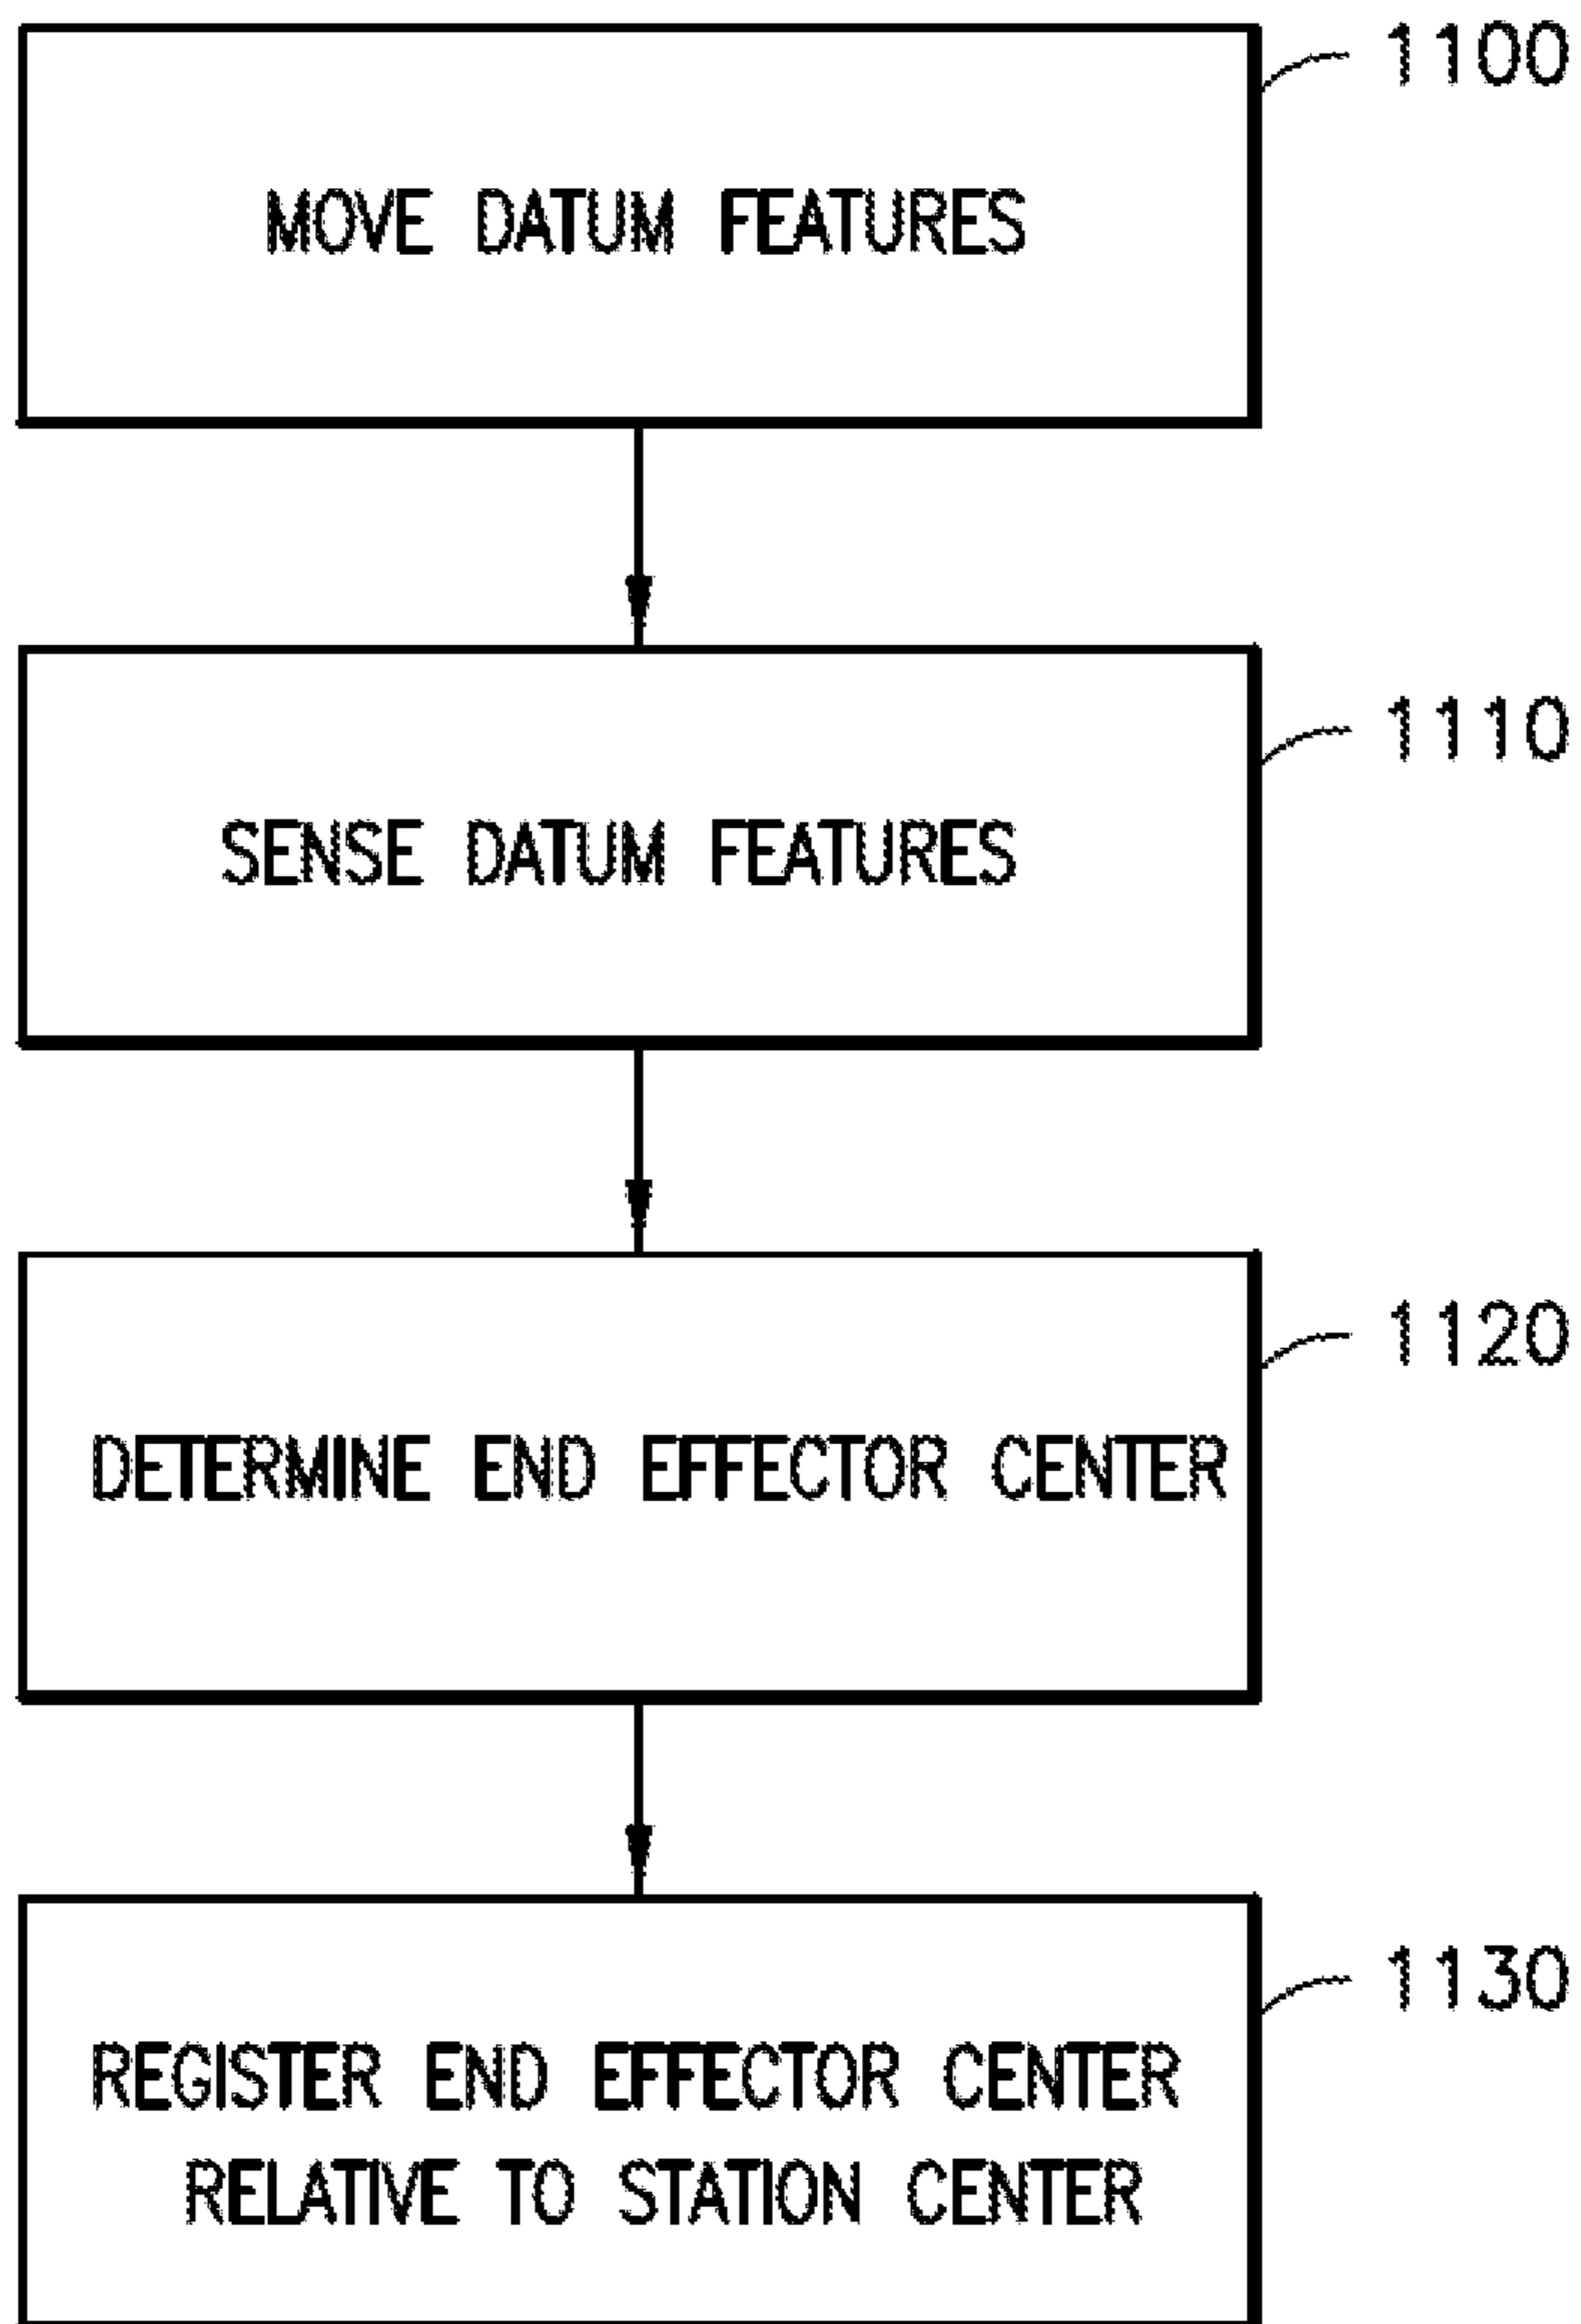 1100
MOVE DATUM FEATURES
1110
SENSE DATUM FEATURES
1120
DETERMINE END EFFECTOR CENTER
1130
REGISTER END EFFECTOR CENTER
RELATIVE TO STATION CENTER